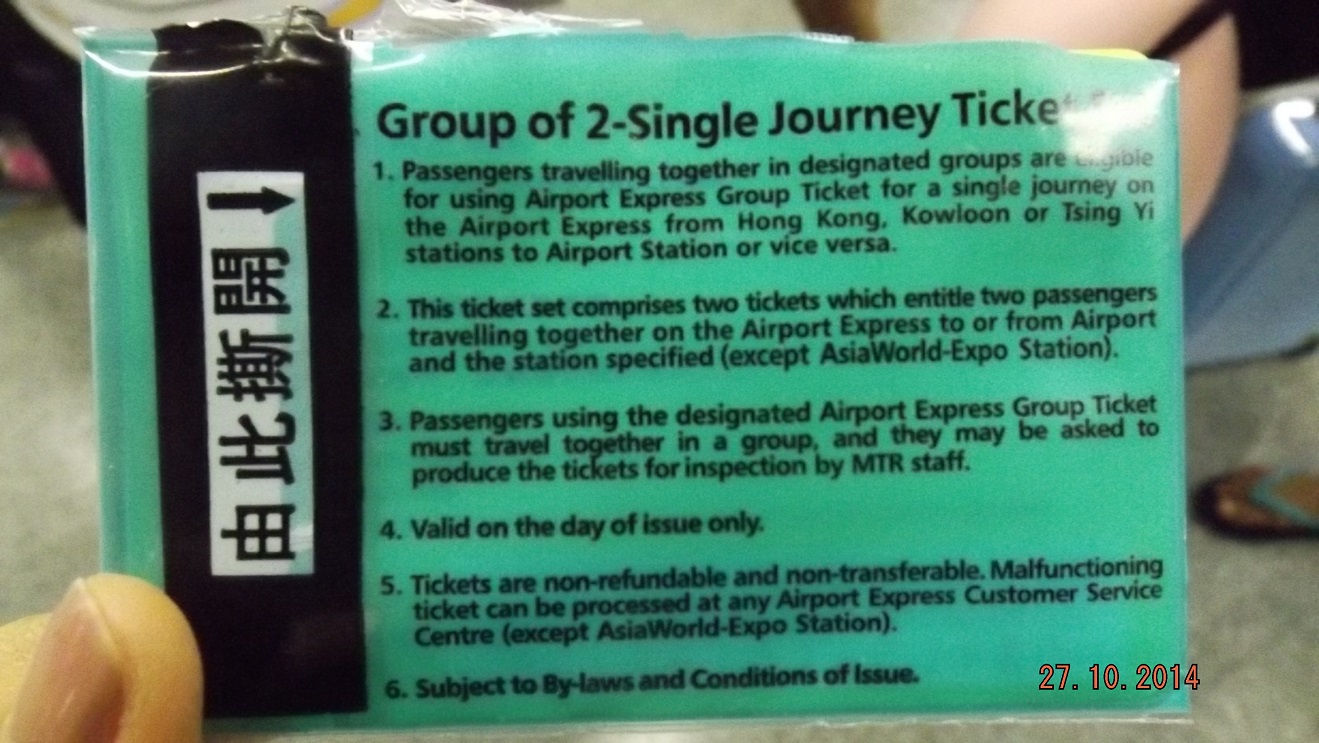 Group of 2-Single Journey Ticket
1. Passengers travelling together in designated groups are eligible
for using Airport Express Group Ticket for a single journey on
the Airport Express from Hong Kong, Kowloon or Tsing Yi
stations to Airport Station or vice versa.
2. This ticket set comprises two tickets which entitle two passengers
travelling together on the Airport Express to or from Airport
and the station specified (except AsiaWorld-Expo Station).
3. Passengers using the designated Airport Express Group Ticket
must travel together in a group, and they may be asked to
produce the tickets for inspection by MTR staff.
4. Valid on the day of issue only.
5. Tickets are non-refundable and non-transferable. Malfunctioning
ticket can be processed at any Airport Express Customer Service
Centre (except AsiaWorld-Expo Station).
6. Subject to By-laws and Conditions of Issue.
由此撕開
27.10.2014